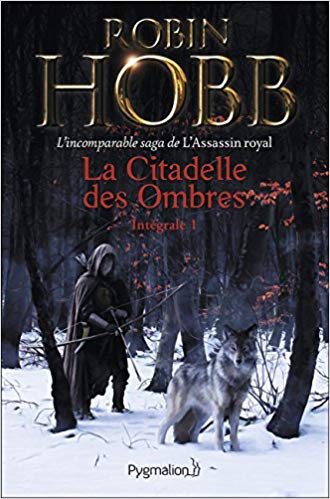 ROBIN
HOBB
L'incomparable saga de L'Assassin royal
La Citadelle
des Ombres
Intégrale 1
Pygmalion